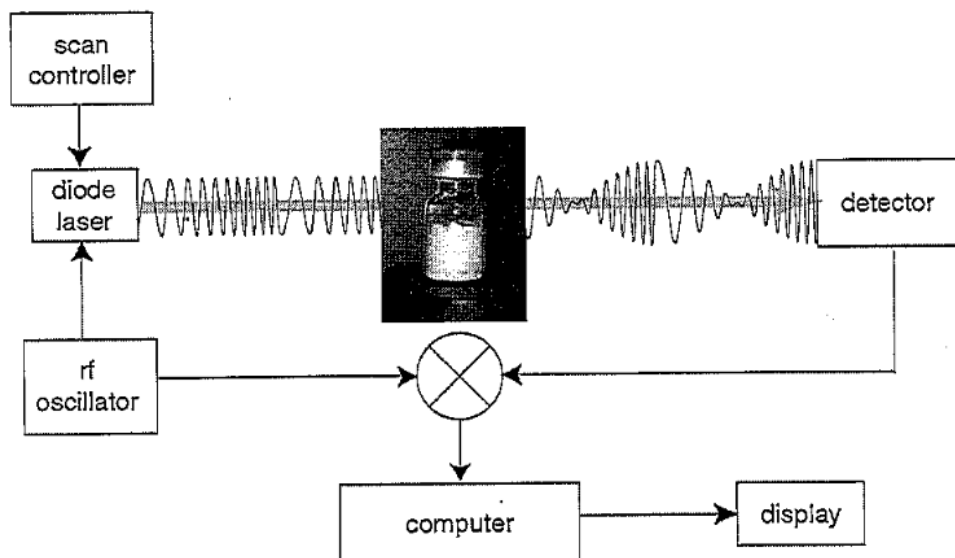 scan
controller
diode
laser
detector
rf
oscillator
computer
display